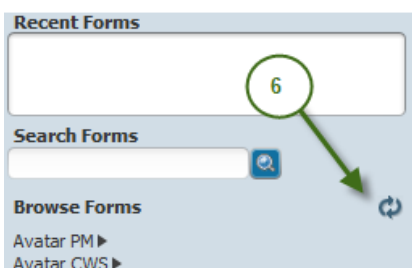 Recent Forms
6
Search Forms
Browse Forms
Avatar PM
Avatar CWS